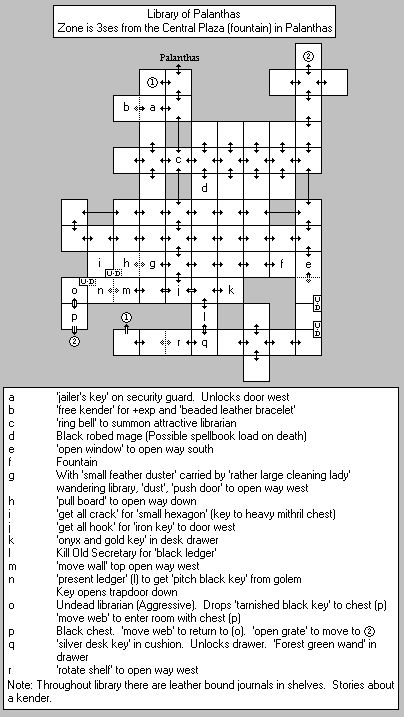 Library of Palanthas
Zone is 3ses from the Central Plaza (fountain) in Palanthas
Palanthas
2
1
b a
c
d
i h g f e
U D
o U D n m j k
p 1 l
U D
2
r q
U D
a 'jailer's key' on security guard. Unlocks door west
b 'free kender' for +exp and 'beaded leather bracelet'
c 'ring bell' to summon attractive librarian
d Black robed mage (Possible spellbook load on death)
e 'open window' to open way south
f Fountain
g With 'small feather duster' carried by 'rather large cleaning lady'
wandering library, 'dust', 'push door' to open way west
h 'pull board' to open way down
i 'get all crack' for 'small hexagon' (key to heavy mithril chest)
j 'get all hook' for 'iron key' to door west
k 'onyx and gold key' in desk drawer
l Kill Old Secretary for 'black ledger'
m 'move wall' top open way west
n 'present ledger' (l) to get 'pitch black key' from golem
Key opens trapdoor down
o Undead librarian (Aggressive). Drops 'tarnished black key' to chest (p)
'move web' to enter room with chest (p)
p Black chest. 'move web' to return to (o). 'open grate' to move to 2
q 'silver desk key' in cushion. Unlocks drawer. 'Forest green wand' in
drawer
r 'rotate shelf' to open way west
Note: Throughout library there are leather bound journals in shelves. Stories about
a kender.